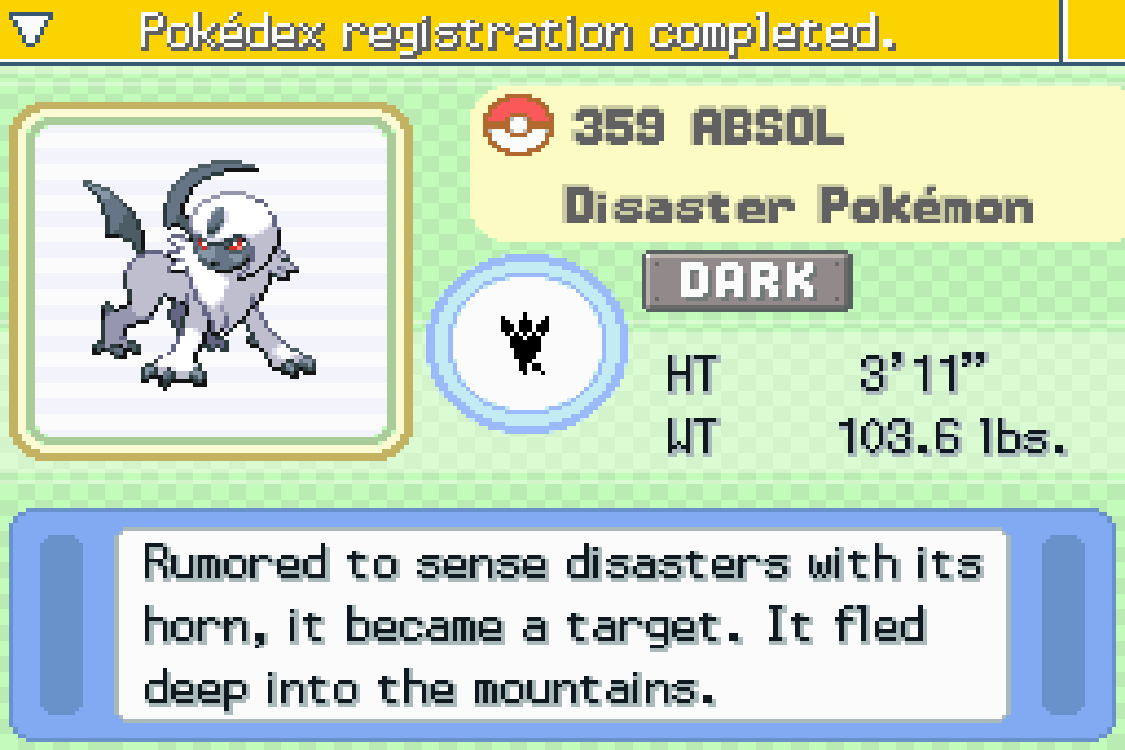 Pokédex registration completed.
359 ABSOL
Disaster Pokémon
DARK
HT 3'11"
WT 103.6 lbs.
Rumored to sense disasters with its
horn, it became a target. It fled
deep into the mountains.